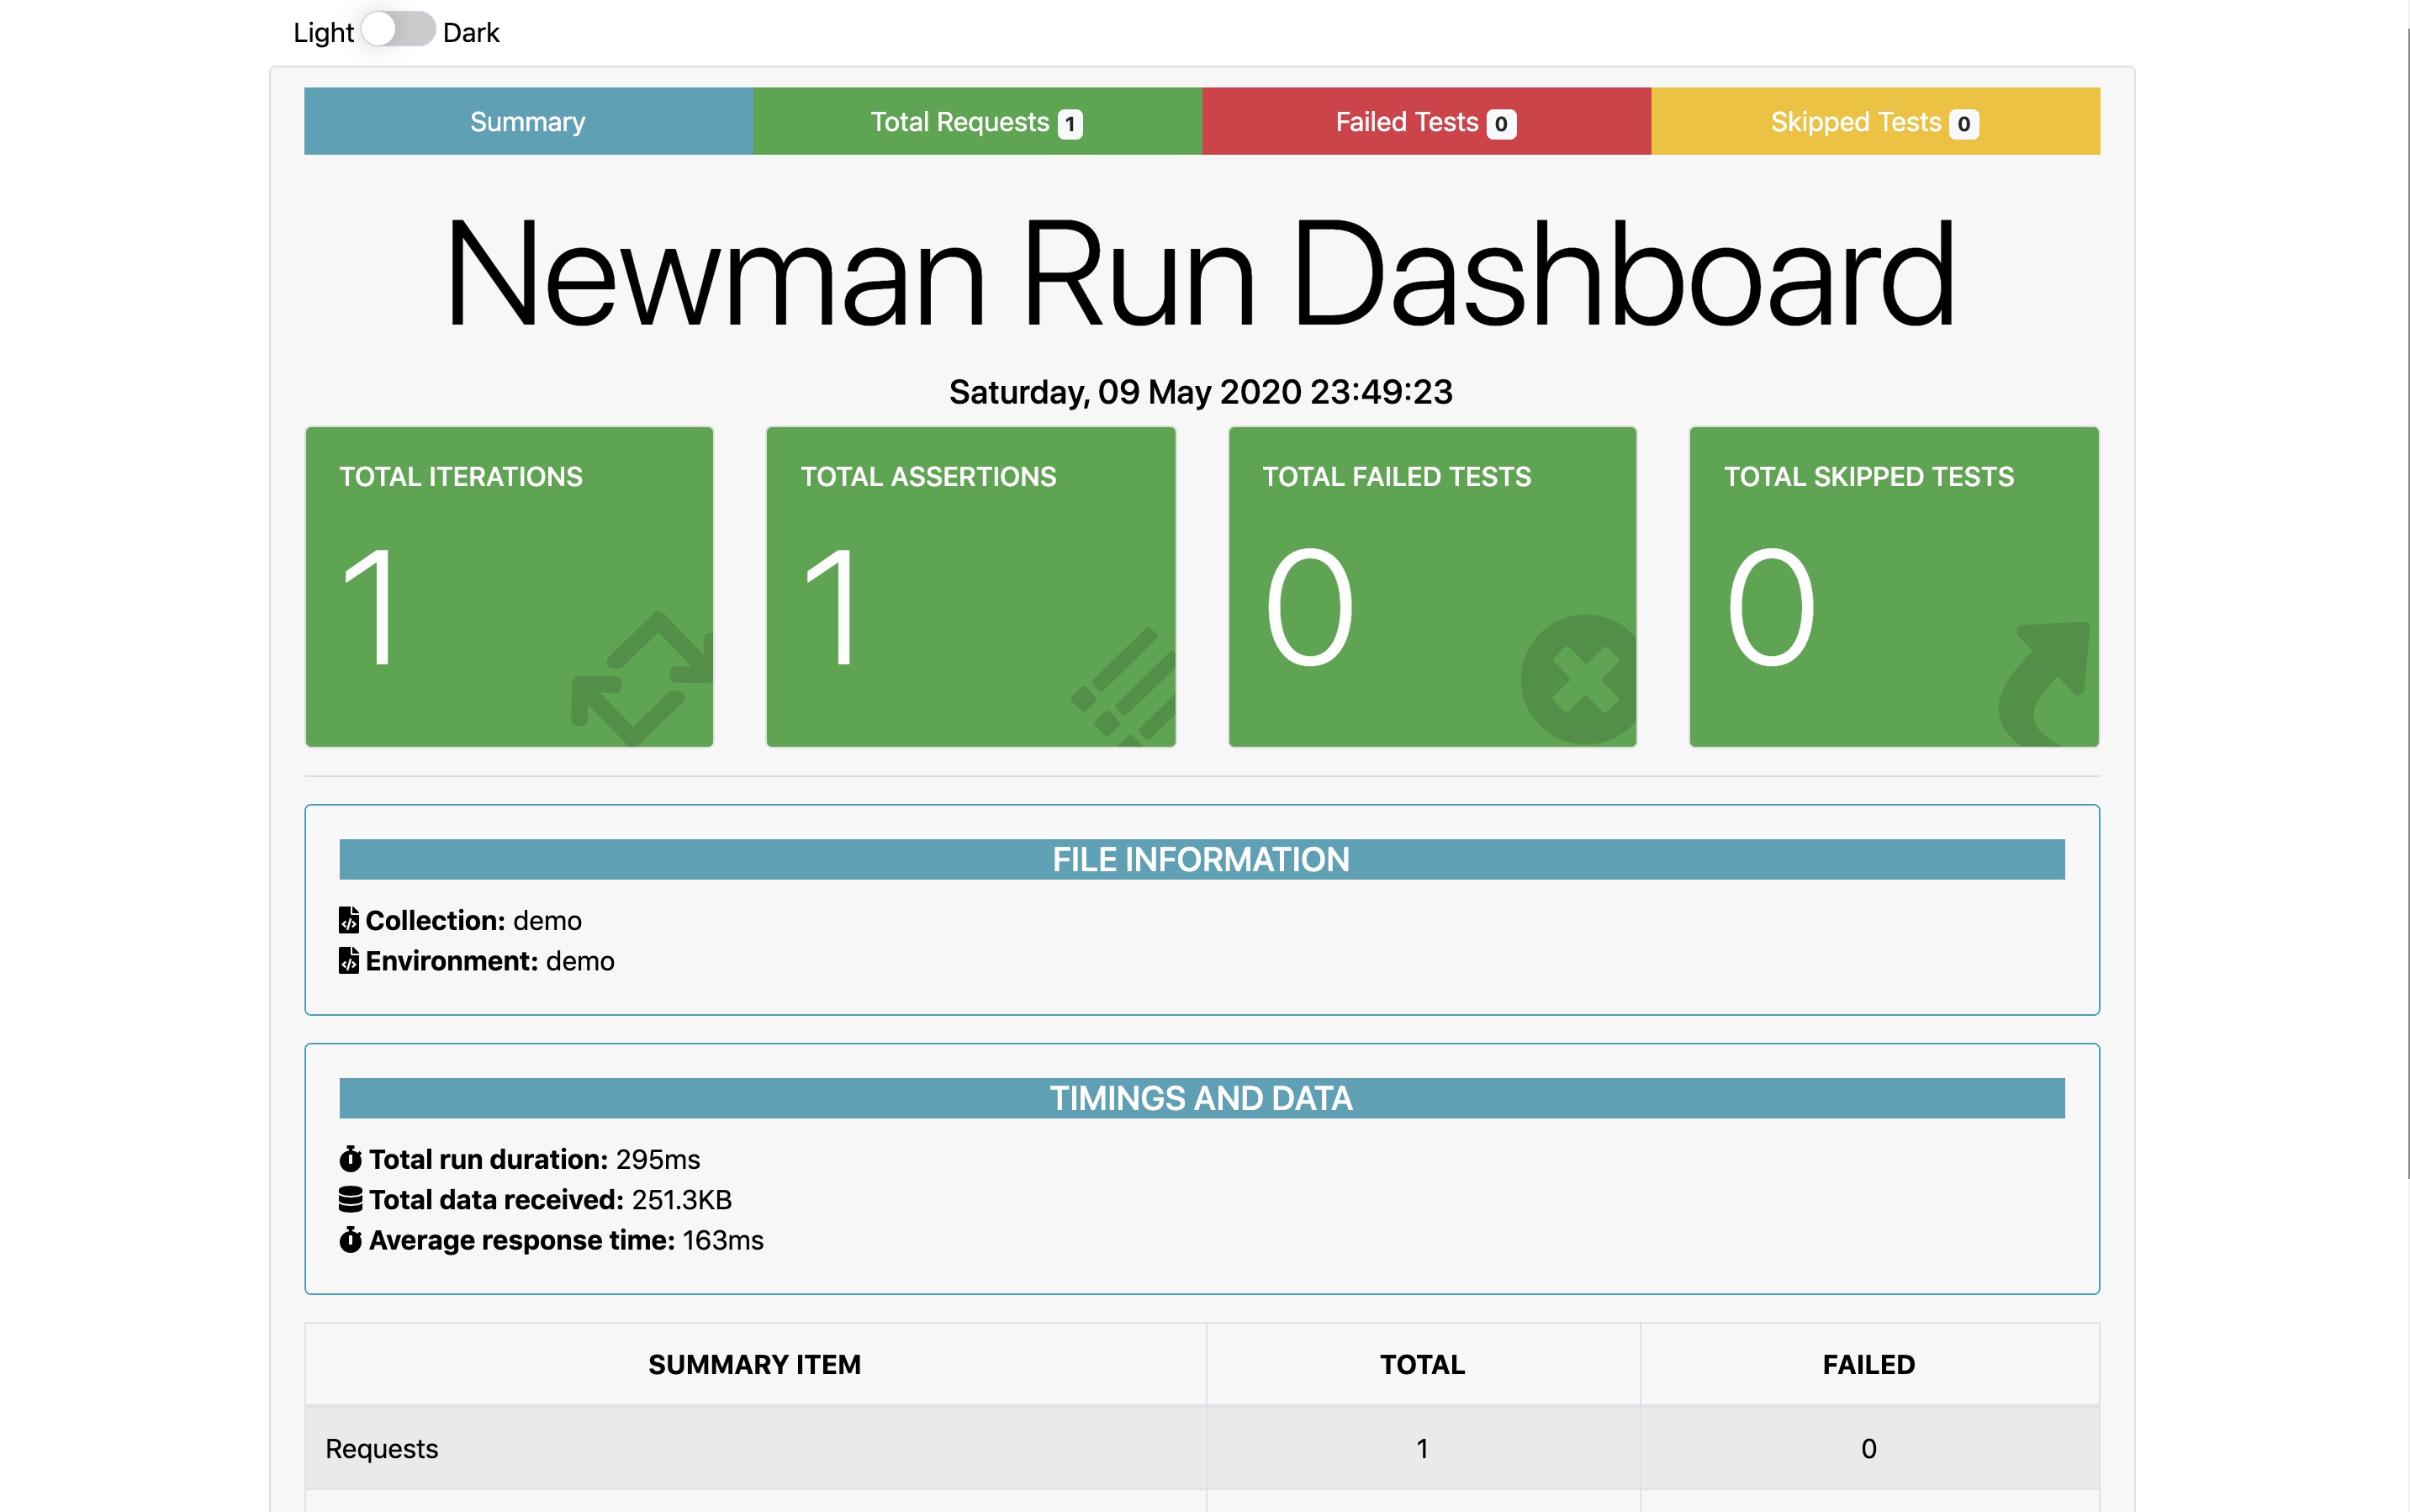 Light Dark
Summary Total Requests 1 Failed Tests 0 Skipped Tests 0
Newman Run Dashboard
Saturday, 09 May 2020 23:49:23
TOTAL ITERATIONS
1
TOTAL ASSERTIONS
1
TOTAL FAILED TESTS
0
TOTAL SKIPPED TESTS
0
FILE INFORMATION
Collection: demo
Environment: demo
TIMINGS AND DATA
Total run duration: 295ms
Total data received: 251.3KB
Average response time: 163ms
SUMMARY ITEM TOTAL FAILED
Requests 1 0